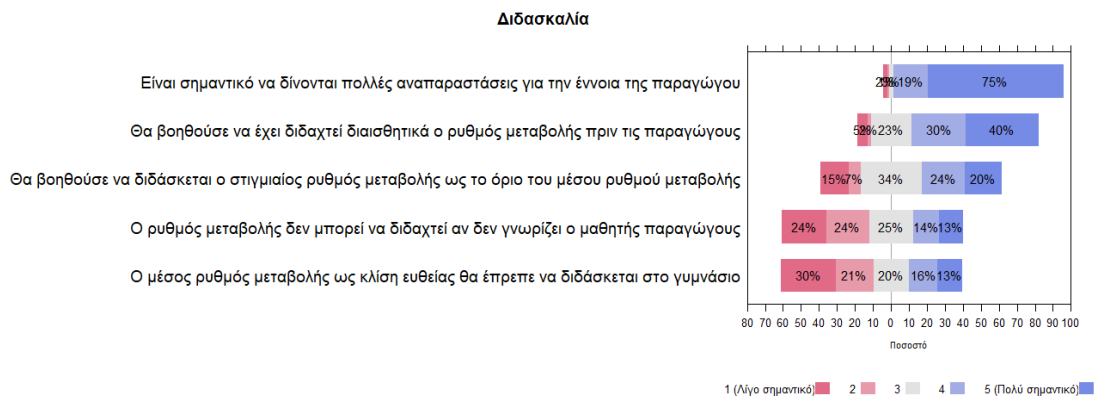 Διδασκαλία
Είναι σημαντικό να δίνονται πολλές αναπαραστάσεις για την έννοια της παραγώγου
19% 75%
Θα βοηθούσε να έχει διδαχτεί διαισθητικά ο ρυθμός μεταβολής πριν τις παραγώγους
23% 30% 40%
Θα βοηθούσε να διδάσκεται ο στιγμιαίος ρυθμός μεταβολής ως το όριο του μέσου ρυθμού μεταβολής
15% 7% 34% 24% 20%
Ο ρυθμός μεταβολής δεν μπορεί να διδαχτεί αν δεν γνωρίζει ο μαθητής παραγώγους
24% 24% 25% 14% 13%
Ο μέσος ρυθμός μεταβολής ως κλίση ευθείας θα έπρεπε να διδάσκεται στο γυμνάσιο
30% 21% 20% 16% 13%
80 70 60 50 40 30 20 10 0 10 20 30 40 50 60 70 80 90 100
Ποσοστό
1 (Λίγο σημαντικό) 2 3 4 5 (Πολύ σημαντικό)